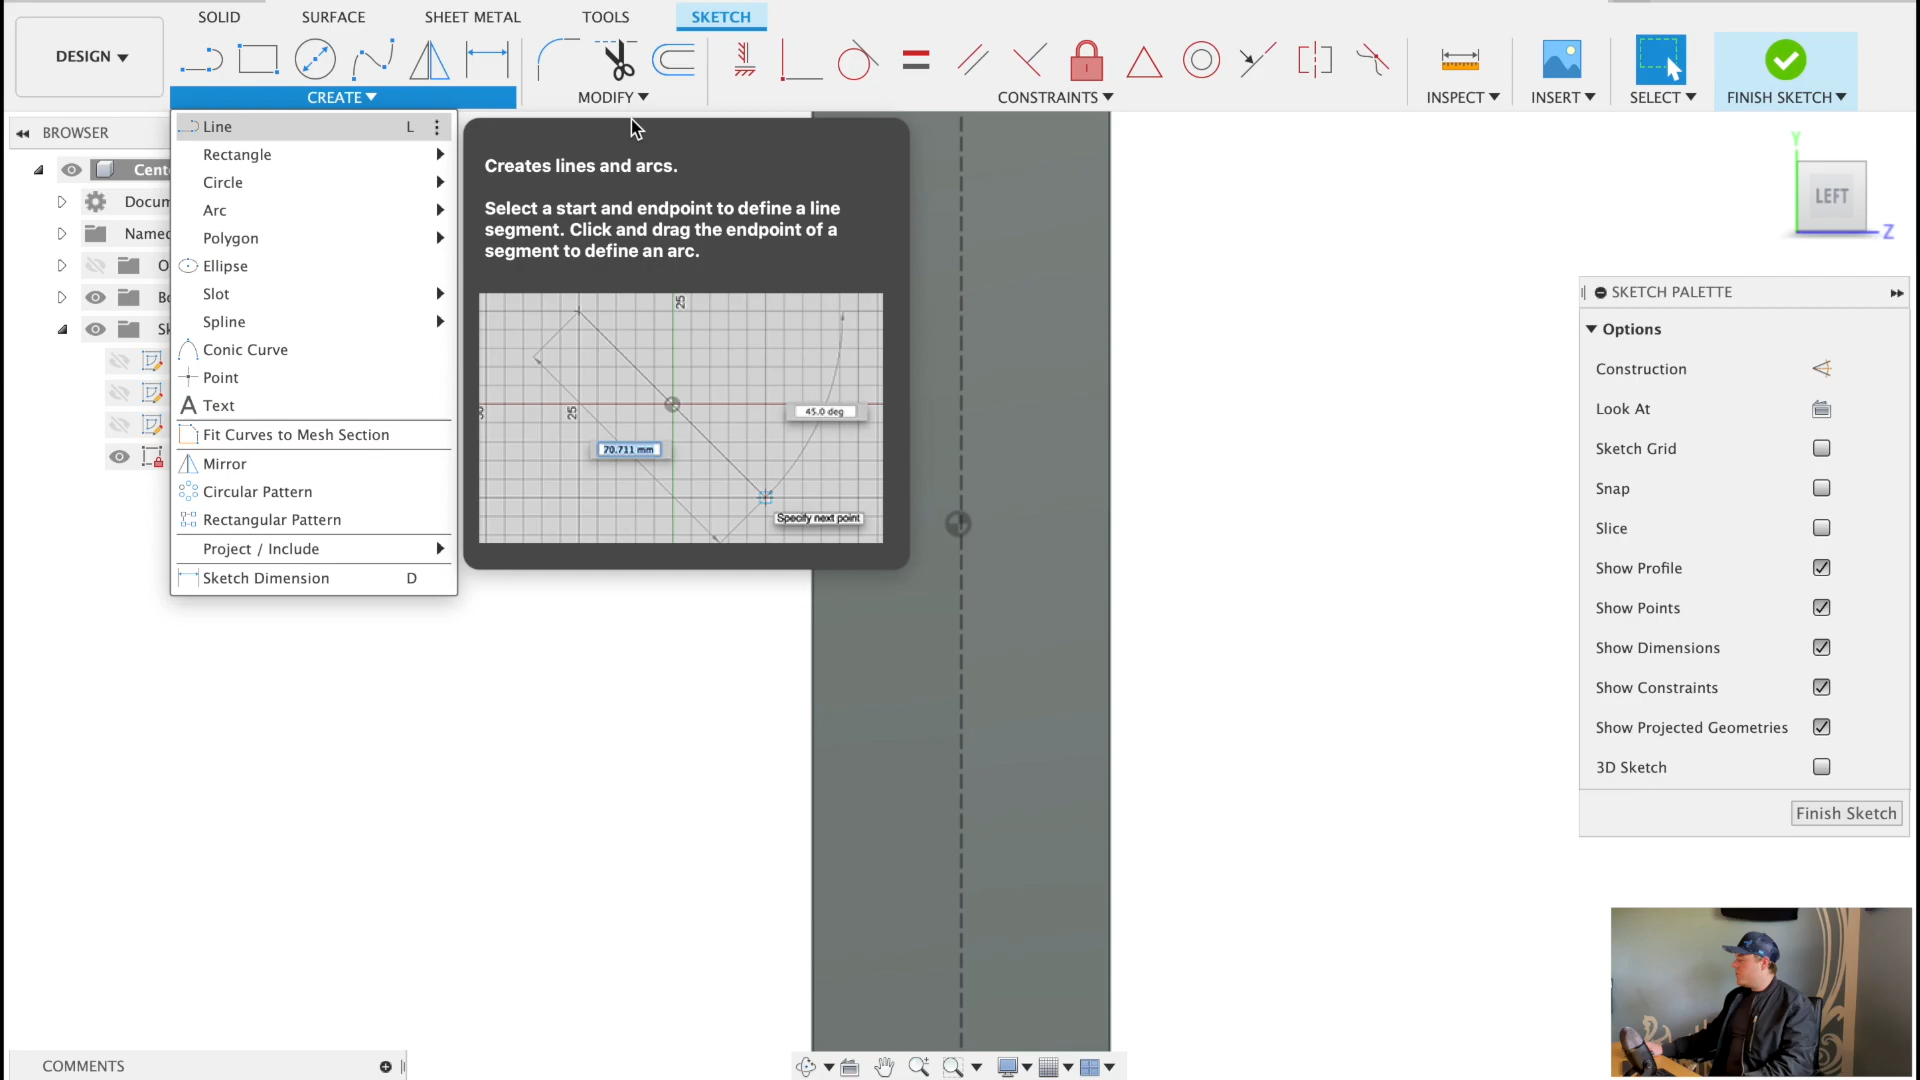 SOLID
SURFACE
SHEET METAL
TOOLS
SKETCH
DESIGN
CREATE
MODIFY
CONSTRAINTS
INSPECT
INSERT
SELECT
FINISH SKETCH
BROWSER
Cent
Docum
Named
O
Bo
Sk
Line L
Rectangle
Circle
Arc
Polygon
Ellipse
Slot
Spline
Conic Curve
Point
Text
Fit Curves to Mesh Section
Mirror
Circular Pattern
Rectangular Pattern
Project / Include
Sketch Dimension D
Creates lines and arcs.
Select a start and endpoint to define a line
segment. Click and drag the endpoint of a
segment to define an arc.
25
25
45.0 deg
70.711 mm
Specify next point
Y
LEFT
Z
SKETCH PALETTE
Options
Construction
Look At
Sketch Grid
Snap
Slice
Show Profile
Show Points
Show Dimensions
Show Constraints
Show Projected Geometries
3D Sketch
Finish Sketch
COMMENTS